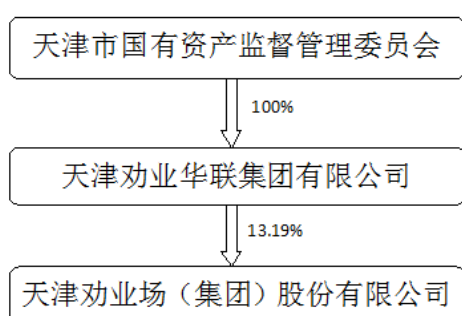 天津市国有资产监督管理委员会
100%
天津劝业华联集团有限公司
13.19%
天津劝业场（集团）股份有限公司